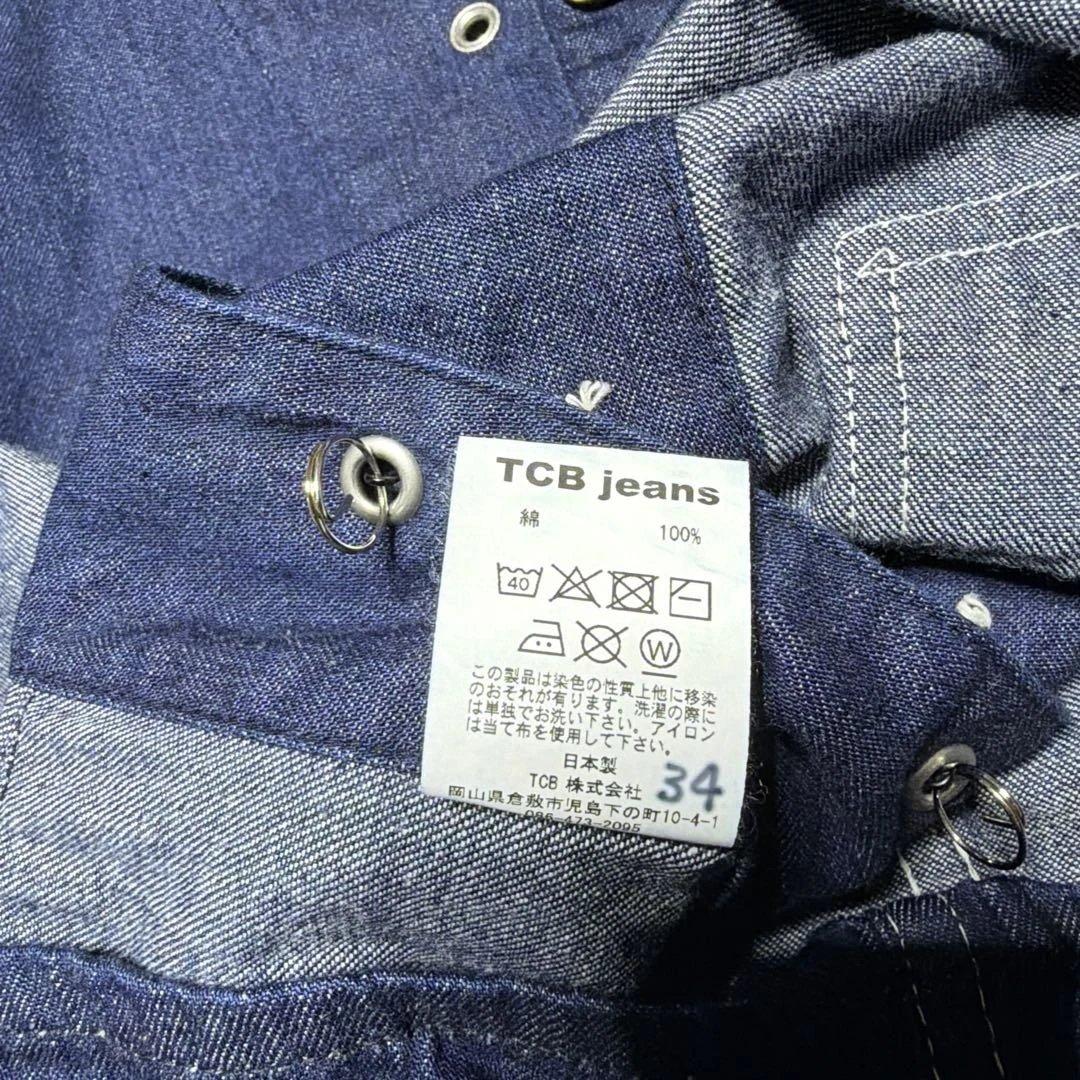 TCB jeans
綿 100%
40
W
この製品は染色の性質上他に移染
のおそれが有ります。洗濯の際に
は単独でお洗い下さい。アイロン
は当て布を使用して下さい。
日本製
34
TCB 株式会社
岡山県倉敷市児島下の町10-4-1
086-473-2095